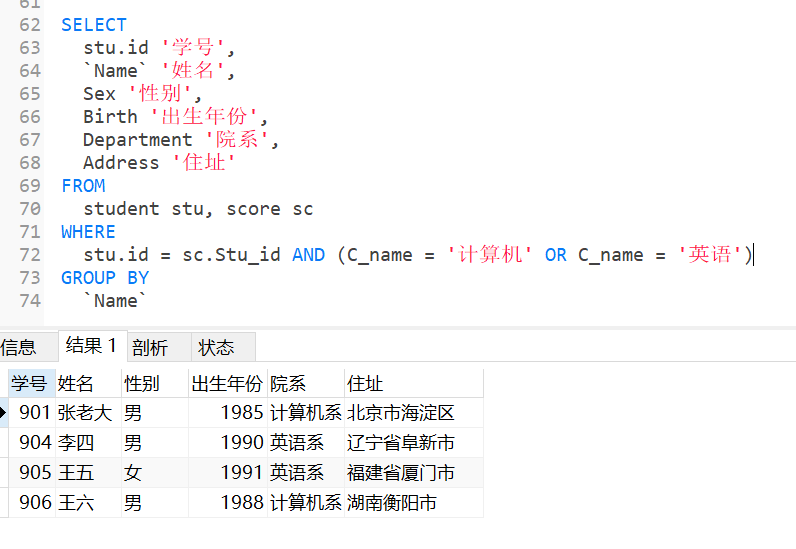 61
62 SELECT
63 stu.id '学号',
64 `Name` '姓名',
65 Sex '性别',
66 Birth '出生年份',
67 Department '院系',
68 Address '住址'
69 FROM
70 student stu, score sc
71 WHERE
72 stu.id = sc.Stu_id AND (C_name = '计算机' OR C_name = '英语')
73 GROUP BY
74 `Name`
信息 结果 1 剖析 状态
学号 姓名 性别 出生年份 院系 住址
901 张老大 男 1985 计算机系 北京市海淀区
904 李四 男 1990 英语系 辽宁省阜新市
905 王五 女 1991 英语系 福建省厦门市
906 王六 男 1988 计算机系 湖南衡阳市